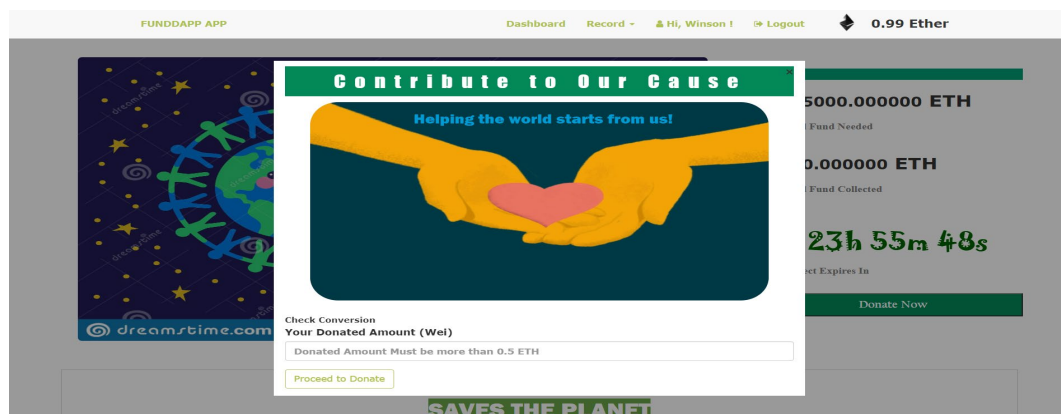 FUNDDAPP APP
Dashboard Record Hi, Winson ! Logout 0.99 Ether
Contribute to Our Cause
×
Helping the world starts from us!
5000.000000 ETH
Fund Needed
0.000000 ETH
Fund Collected
23h 55m 48s
Expires In
Donate Now
dreamstime
dreamstime
dreamstime.com
Check Conversion
Your Donated Amount (Wei)
Donated Amount Must be more than 0.5 ETH
Proceed to Donate
SAVES THE PLANET